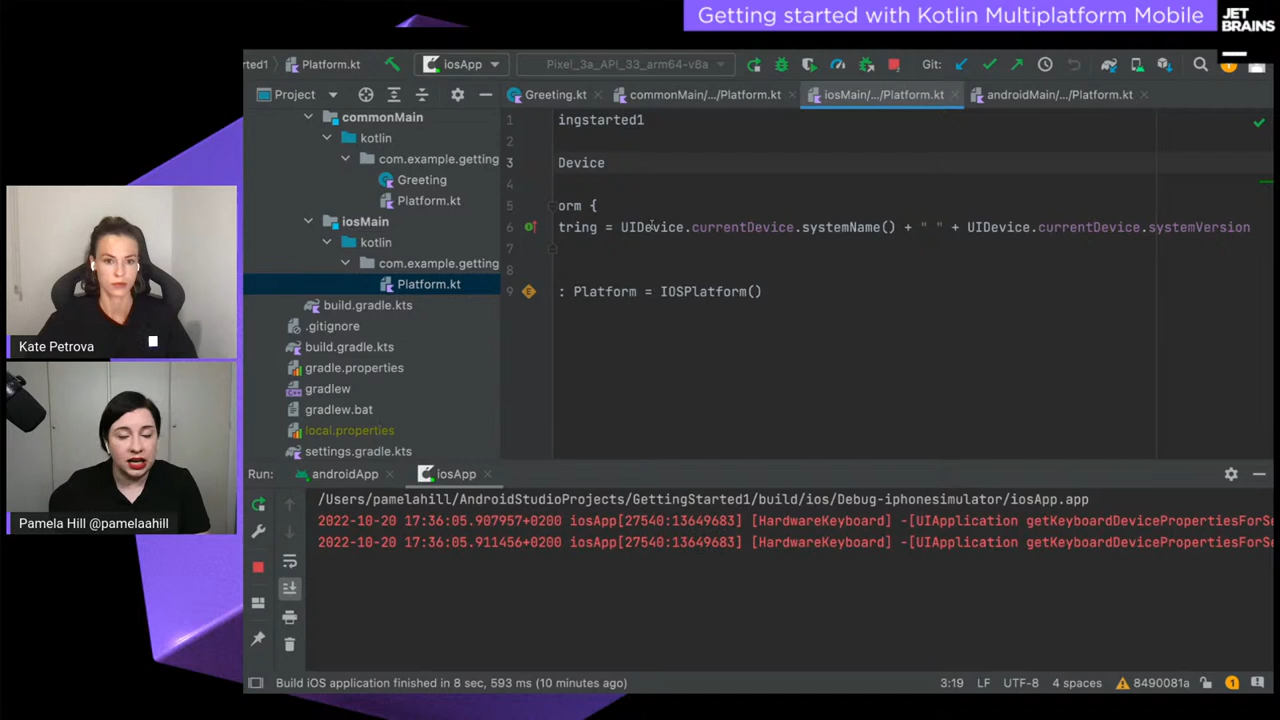 Getting started with Kotlin Multiplatform Mobile
JET
BRAINS
rted1
Platform.kt
iosApp
Pixel_3a_API_33_arm64-v8a
Git:
Project
Greeting.kt
commonMain/.../Platform.kt
iosMain/.../Platform.kt
androidMain/.../Platform.kt
commonMain
kotlin
com.example.getting
Greeting
Platform.kt
iosMain
kotlin
com.example.getting
Platform.kt
build.gradle.kts
.gitignore
build.gradle.kts
gradle.properties
gradlew
gradlew.bat
local.properties
settings.gradle.kts
1 ingstarted1
2
3 Device
4
5 orm {
6 tring = UIDevice.currentDevice.systemName() + " " + UIDevice.currentDevice.systemVersion
7
8
9 : Platform = IOSPlatform()
Kate Petrova
Pamela Hill @pamelaahill
Run:
androidApp
iosApp
/Users/pamelahill/AndroidStudioProjects/GettingStarted1/build/ios/Debug-iphonesimulator/iosApp.app
2022-10-20 17:36:05.907957+0200 iosApp[27540:13649683] [HardwareKeyboard] -[UIApplication getKeyboardDevicePropertiesForSe
2022-10-20 17:36:05.911456+0200 iosApp[27540:13649683] [HardwareKeyboard] -[UIApplication getKeyboardDevicePropertiesForSe
Build iOS application finished in 8 sec, 593 ms (10 minutes ago)
3:19
LF
UTF-8
4 spaces
8490081a
1